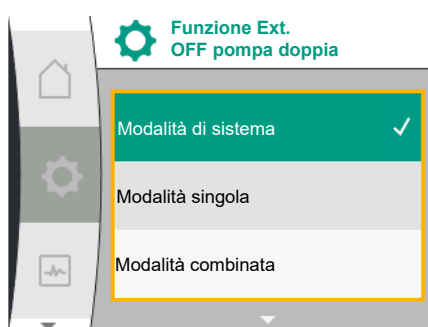 Funzione Ext.
OFF pompa doppia
Modalità di sistema
Modalità singola
Modalità combinata